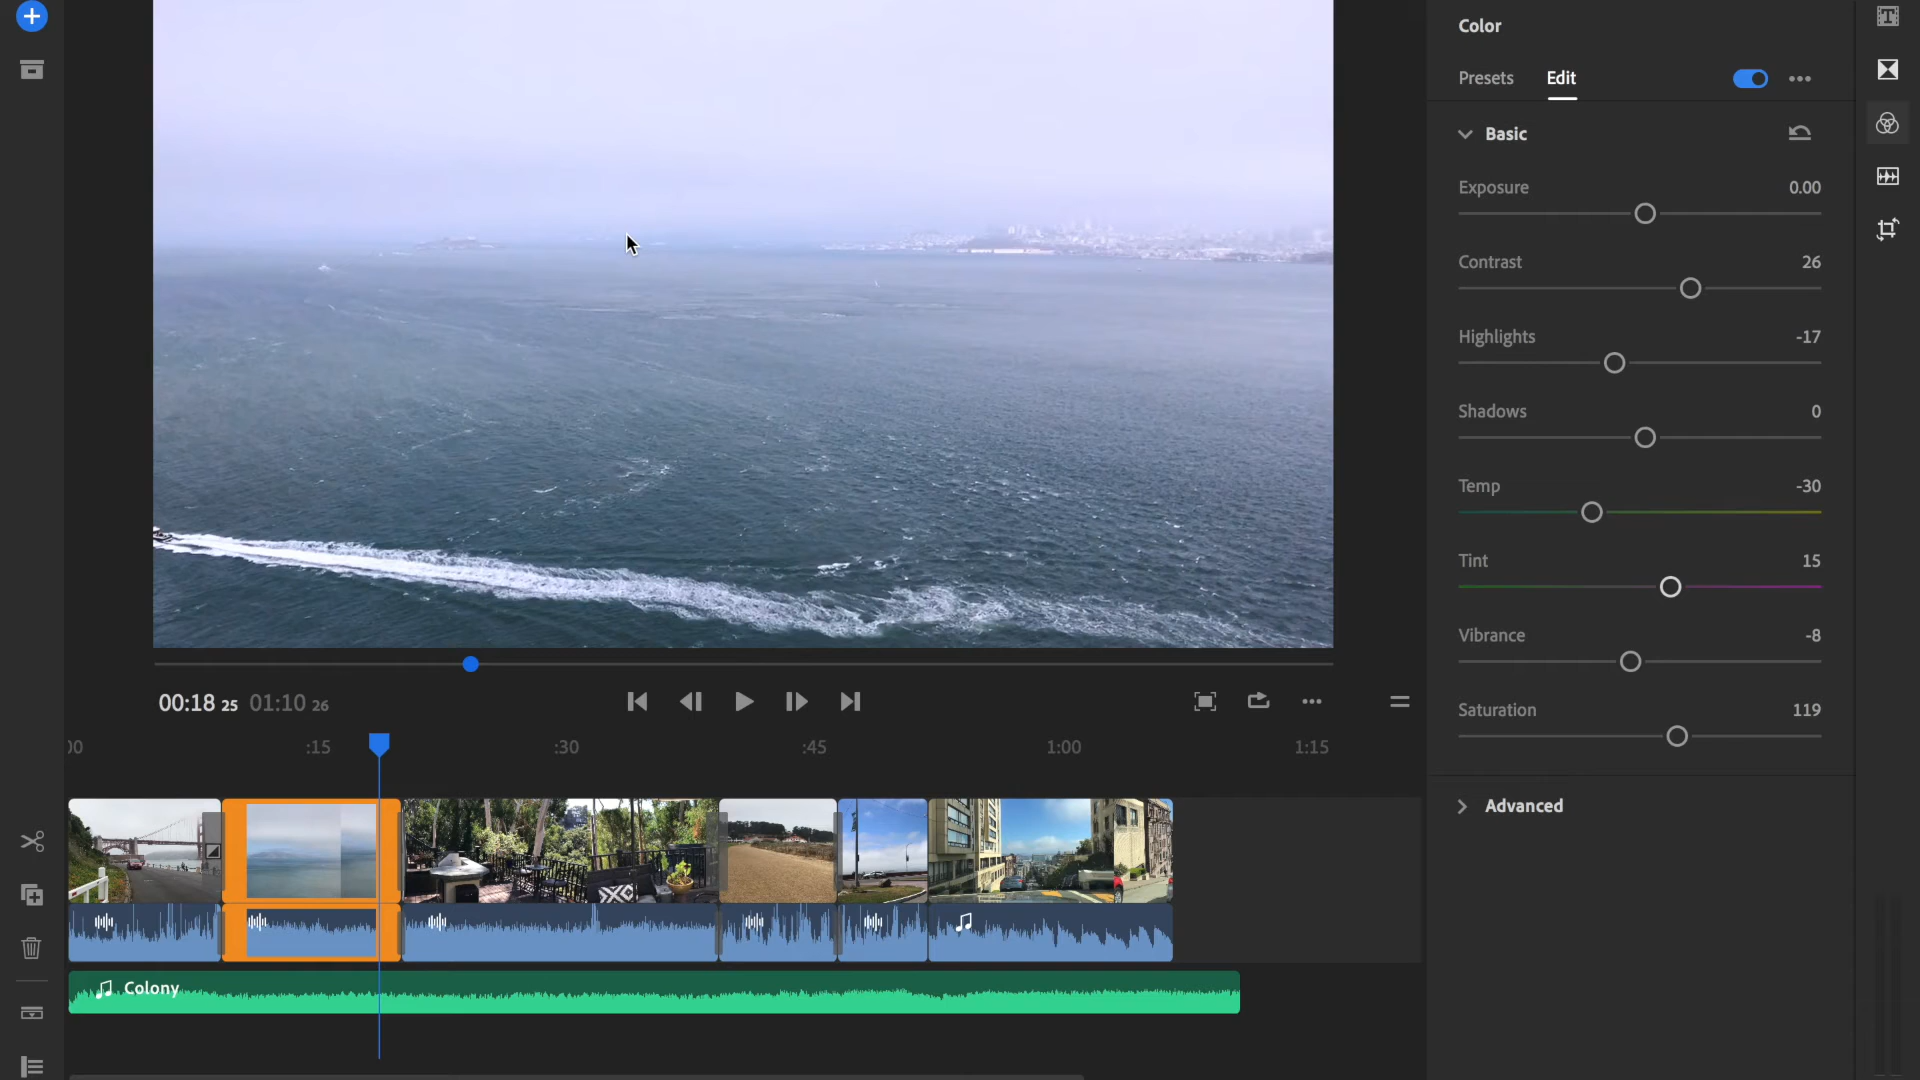 Color
Presets Edit
Basic
Exposure 0.00
Contrast 26
Highlights -17
Shadows 0
Temp -30
Tint 15
Vibrance -8
Saturation 119
Advanced
00:18 25 01:10 26
00 :15 :30 :45 1:00 1:15
Colony